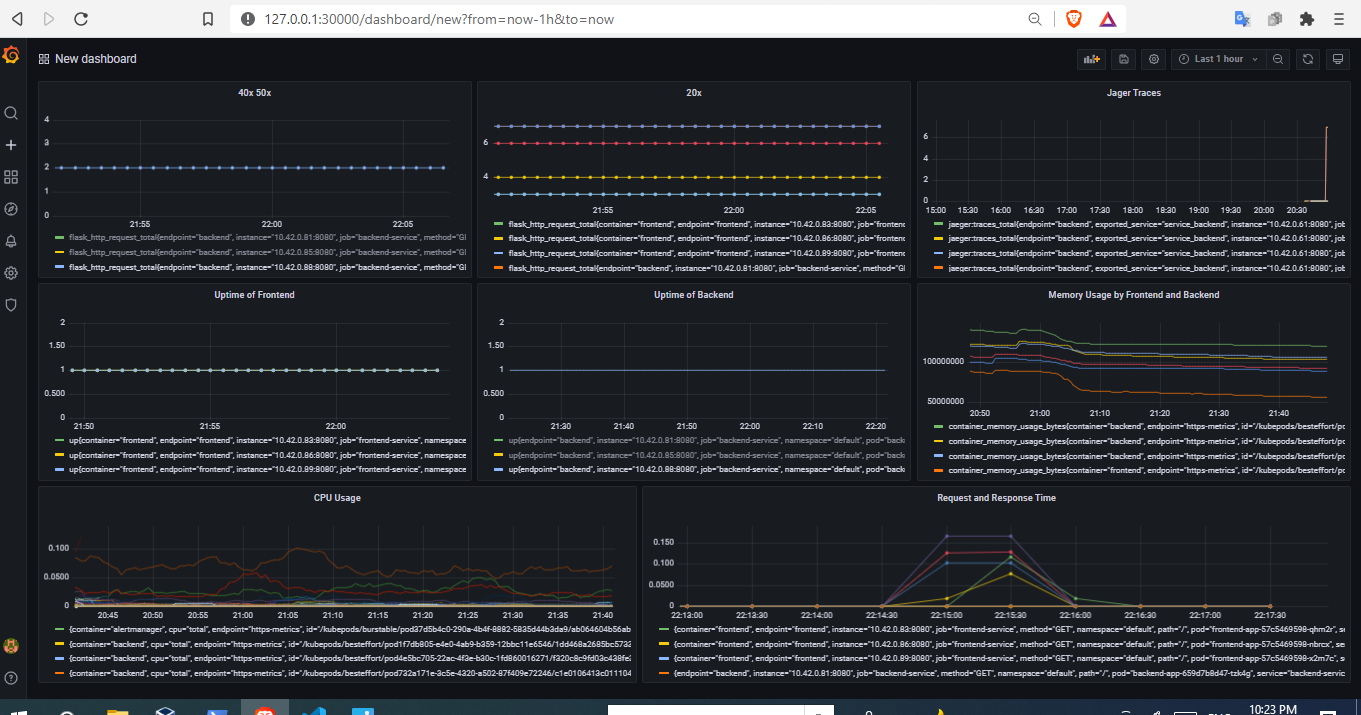 127.0.0.1:30000/dashboard/new?from=now-1h&to=now
New dashboard
Last 1 hour
40x 50x
4
3
2
1
0
21:55 22:00 22:05
flask_http_request_total{endpoint="backend", instance="10.42.0.81:8080", job="backend-service", method="GI
flask_http_request_total{endpoint="backend", instance="10.42.0.85:8080", job="backend-service", method="GI
flask_http_request_total{endpoint="backend", instance="10.42.0.88:8080", job="backend-service", method="GI
20x
6
4
21:55 22:00 22:05
flask_http_request_total{container="frontend", endpoint="frontend", instance="10.42.0.83:8080", job="fronten
flask_http_request_total{container="frontend", endpoint="frontend", instance="10.42.0.86:8080", job="fronten
flask_http_request_total{container="frontend", endpoint="frontend", instance="10.42.0.89:8080", job="fronten
flask_http_request_total{endpoint="backend", instance="10.42.0.81:8080", job="backend-service", method="GI
Jager Traces
6
4
2
0
15:00 15:30 16:00 16:30 17:00 17:30 18:00 18:30 19:00 19:30 20:00 20:30
jaeger:traces_total{endpoint="backend", exported_service="service_backend", instance="10.42.0.61:8080", job
jaeger:traces_total{endpoint="backend", exported_service="service_backend", instance="10.42.0.61:8080", job
jaeger:traces_total{endpoint="backend", exported_service="service_backend", instance="10.42.0.61:8080", job
jaeger:traces_total{endpoint="backend", exported_service="service_backend", instance="10.42.0.61:8080", job
Uptime of Frontend
2
1.50
1
0.500
0
21:50 21:55 22:00
up{container="frontend", endpoint="frontend", instance="10.42.0.83:8080", job="frontend-service", namespace
up{container="frontend", endpoint="frontend", instance="10.42.0.86:8080", job="frontend-service", namespace
up{container="frontend", endpoint="frontend", instance="10.42.0.89:8080", job="frontend-service", namespace
Uptime of Backend
2
1.50
1
0.500
0
21:30 21:40 21:50 22:00 22:10 22:20
up{endpoint="backend", instance="10.42.0.81:8080", job="backend-service", namespace="default", pod="back
up{endpoint="backend", instance="10.42.0.85:8080", job="backend-service", namespace="default", pod="back
up{endpoint="backend", instance="10.42.0.88:8080", job="backend-service", namespace="default", pod="back
Memory Usage by Frontend and Backend
100000000
50000000
20:50 21:00 21:10 21:20 21:30 21:40
container_memory_usage_bytes{container="backend", endpoint="https-metrics", id="/kubepods/besteffort/po
container_memory_usage_bytes{container="backend", endpoint="https-metrics", id="/kubepods/besteffort/po
container_memory_usage_bytes{container="backend", endpoint="https-metrics", id="/kubepods/besteffort/po
container_memory_usage_bytes{container="frontend", endpoint="https-metrics", id="/kubepods/besteffort/p
CPU Usage
0.100
0.0500
0
20:45 20:50 20:55 21:00 21:05 21:10 21:15 21:20 21:25 21:30 21:35 21:40
{container="alertmanager", cpu="total", endpoint="https-metrics", id="/kubepods/burstable/pod37d5b4c0-290a-4b4f-8882-5835d44b3da9/ab064604b56ab
{container="backend", cpu="total", endpoint="https-metrics", id="/kubepods/besteffort/pod1f7db805-e4e0-4ab9-b359-12bbc11e6546/1dd468a2685bc5732
{container="backend", cpu="total", endpoint="https-metrics", id="/kubepods/besteffort/pod4e5bc705-22ac-4f3e-b30c-1fd860016271/f320c8c9fd03c438fe3
{container="backend", cpu="total", endpoint="https-metrics", id="/kubepods/besteffort/pod732a171e-3c5e-4320-a502-87f409e72246/c1e0106413c011104
Request and Response Time
0.150
0.100
0.0500
0
22:13:00 22:13:30 22:14:00 22:14:30 22:15:00 22:15:30 22:16:00 22:16:30 22:17:00 22:17:30
{container="frontend", endpoint="frontend", instance="10.42.0.83:8080", job="frontend-service", method="GET", namespace="default", path="/", pod="frontend-app-57c5469598-qhm2r", se
{container="frontend", endpoint="frontend", instance="10.42.0.86:8080", job="frontend-service", method="GET", namespace="default", path="/", pod="frontend-app-57c5469598-nbrcx", se
{container="frontend", endpoint="frontend", instance="10.42.0.89:8080", job="frontend-service", method="GET", namespace="default", path="/", pod="frontend-app-57c5469598-x2m7c", se
{endpoint="backend", instance="10.42.0.81:8080", job="backend-service", method="GET", namespace="default", path="/", pod="backend-app-659d7b8d47-tzk4g", service="backend-servic
10:23 PM